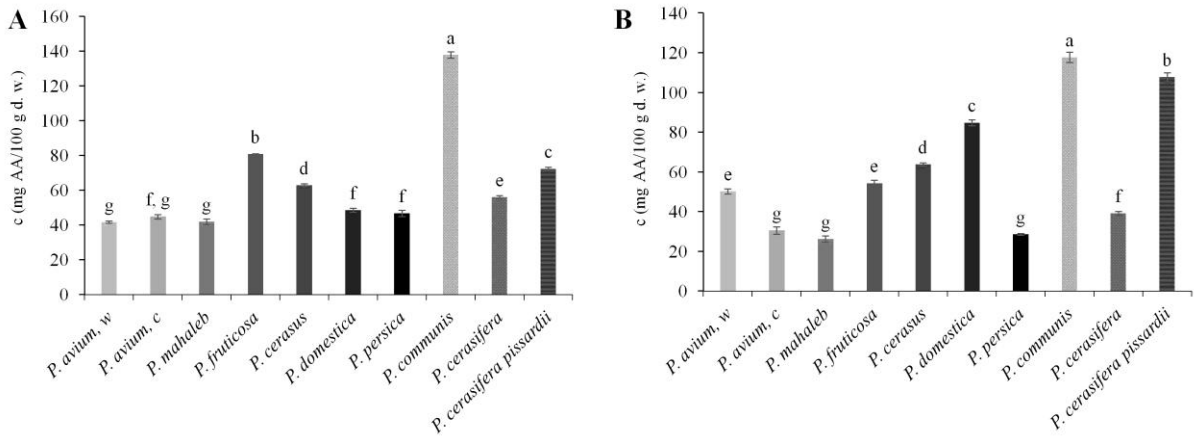 A
c (mg AA/100 g d. w.)
160
140
120
100
80
60
40
20
0
g
f, g
g
b
d
f
f
a
e
c
P. avium, w
P. avium, c
P. mahaleb
P. fruticosa
P. cerasus
P. domestica
P. persica
P. communis
P. cerasifera
P. cerasifera pissardii
B
c (mg AA/100 g d. w.)
140
120
100
80
60
40
20
0
e
g
g
e
d
c
g
a
f
b
P. avium, w
P. avium, c
P. mahaleb
P. fruticosa
P. cerasus
P. domestica
P. persica
P. communis
P. cerasifera
P. cerasifera pissardii